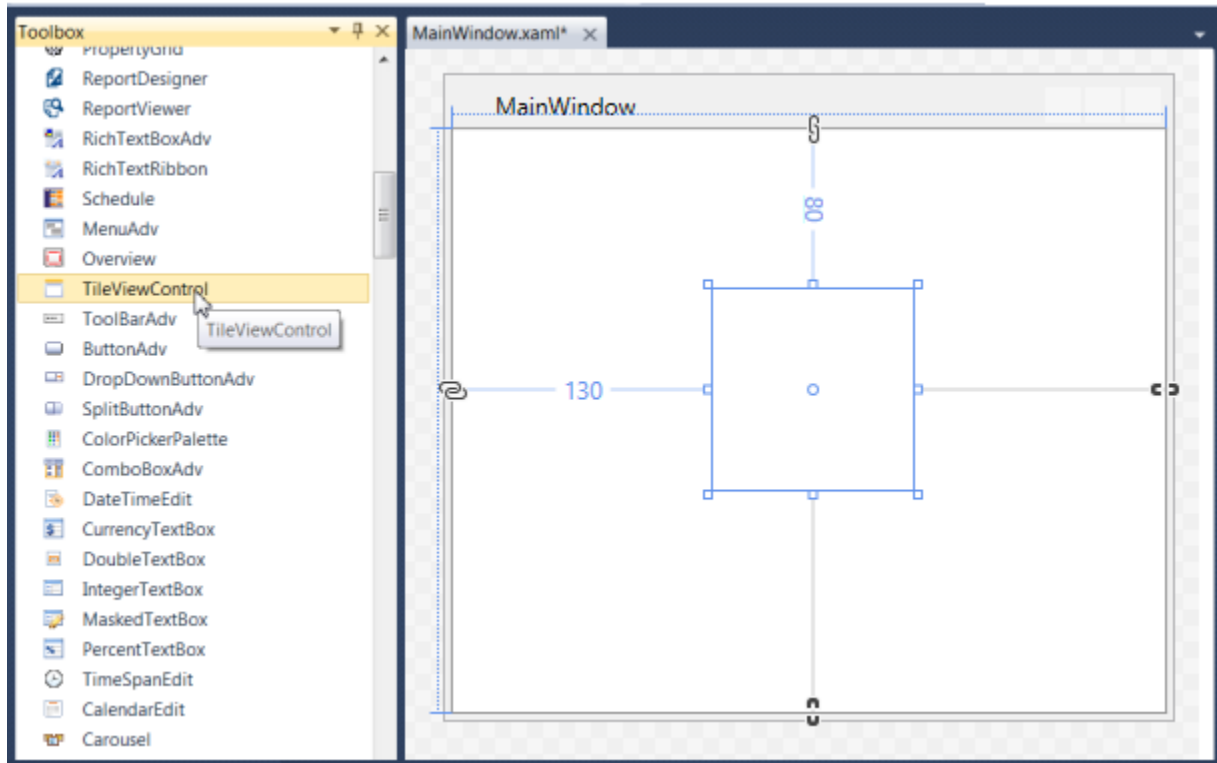 Toolbox
PropertyGrid
ReportDesigner
ReportViewer
RichTextBoxAdv
RichTextRibbon
Schedule
MenuAdv
Overview
TileViewControl
ToolBarAdv
TileViewControl
ButtonAdv
DropDownButtonAdv
SplitButtonAdv
ColorPickerPalette
ComboBoxAdv
DateTimeEdit
CurrencyTextBox
DoubleTextBox
IntegerTextBox
MaskedTextBox
PercentTextBox
TimeSpanEdit
CalendarEdit
Carousel
MainWindow.xaml*
MainWindow
80
130